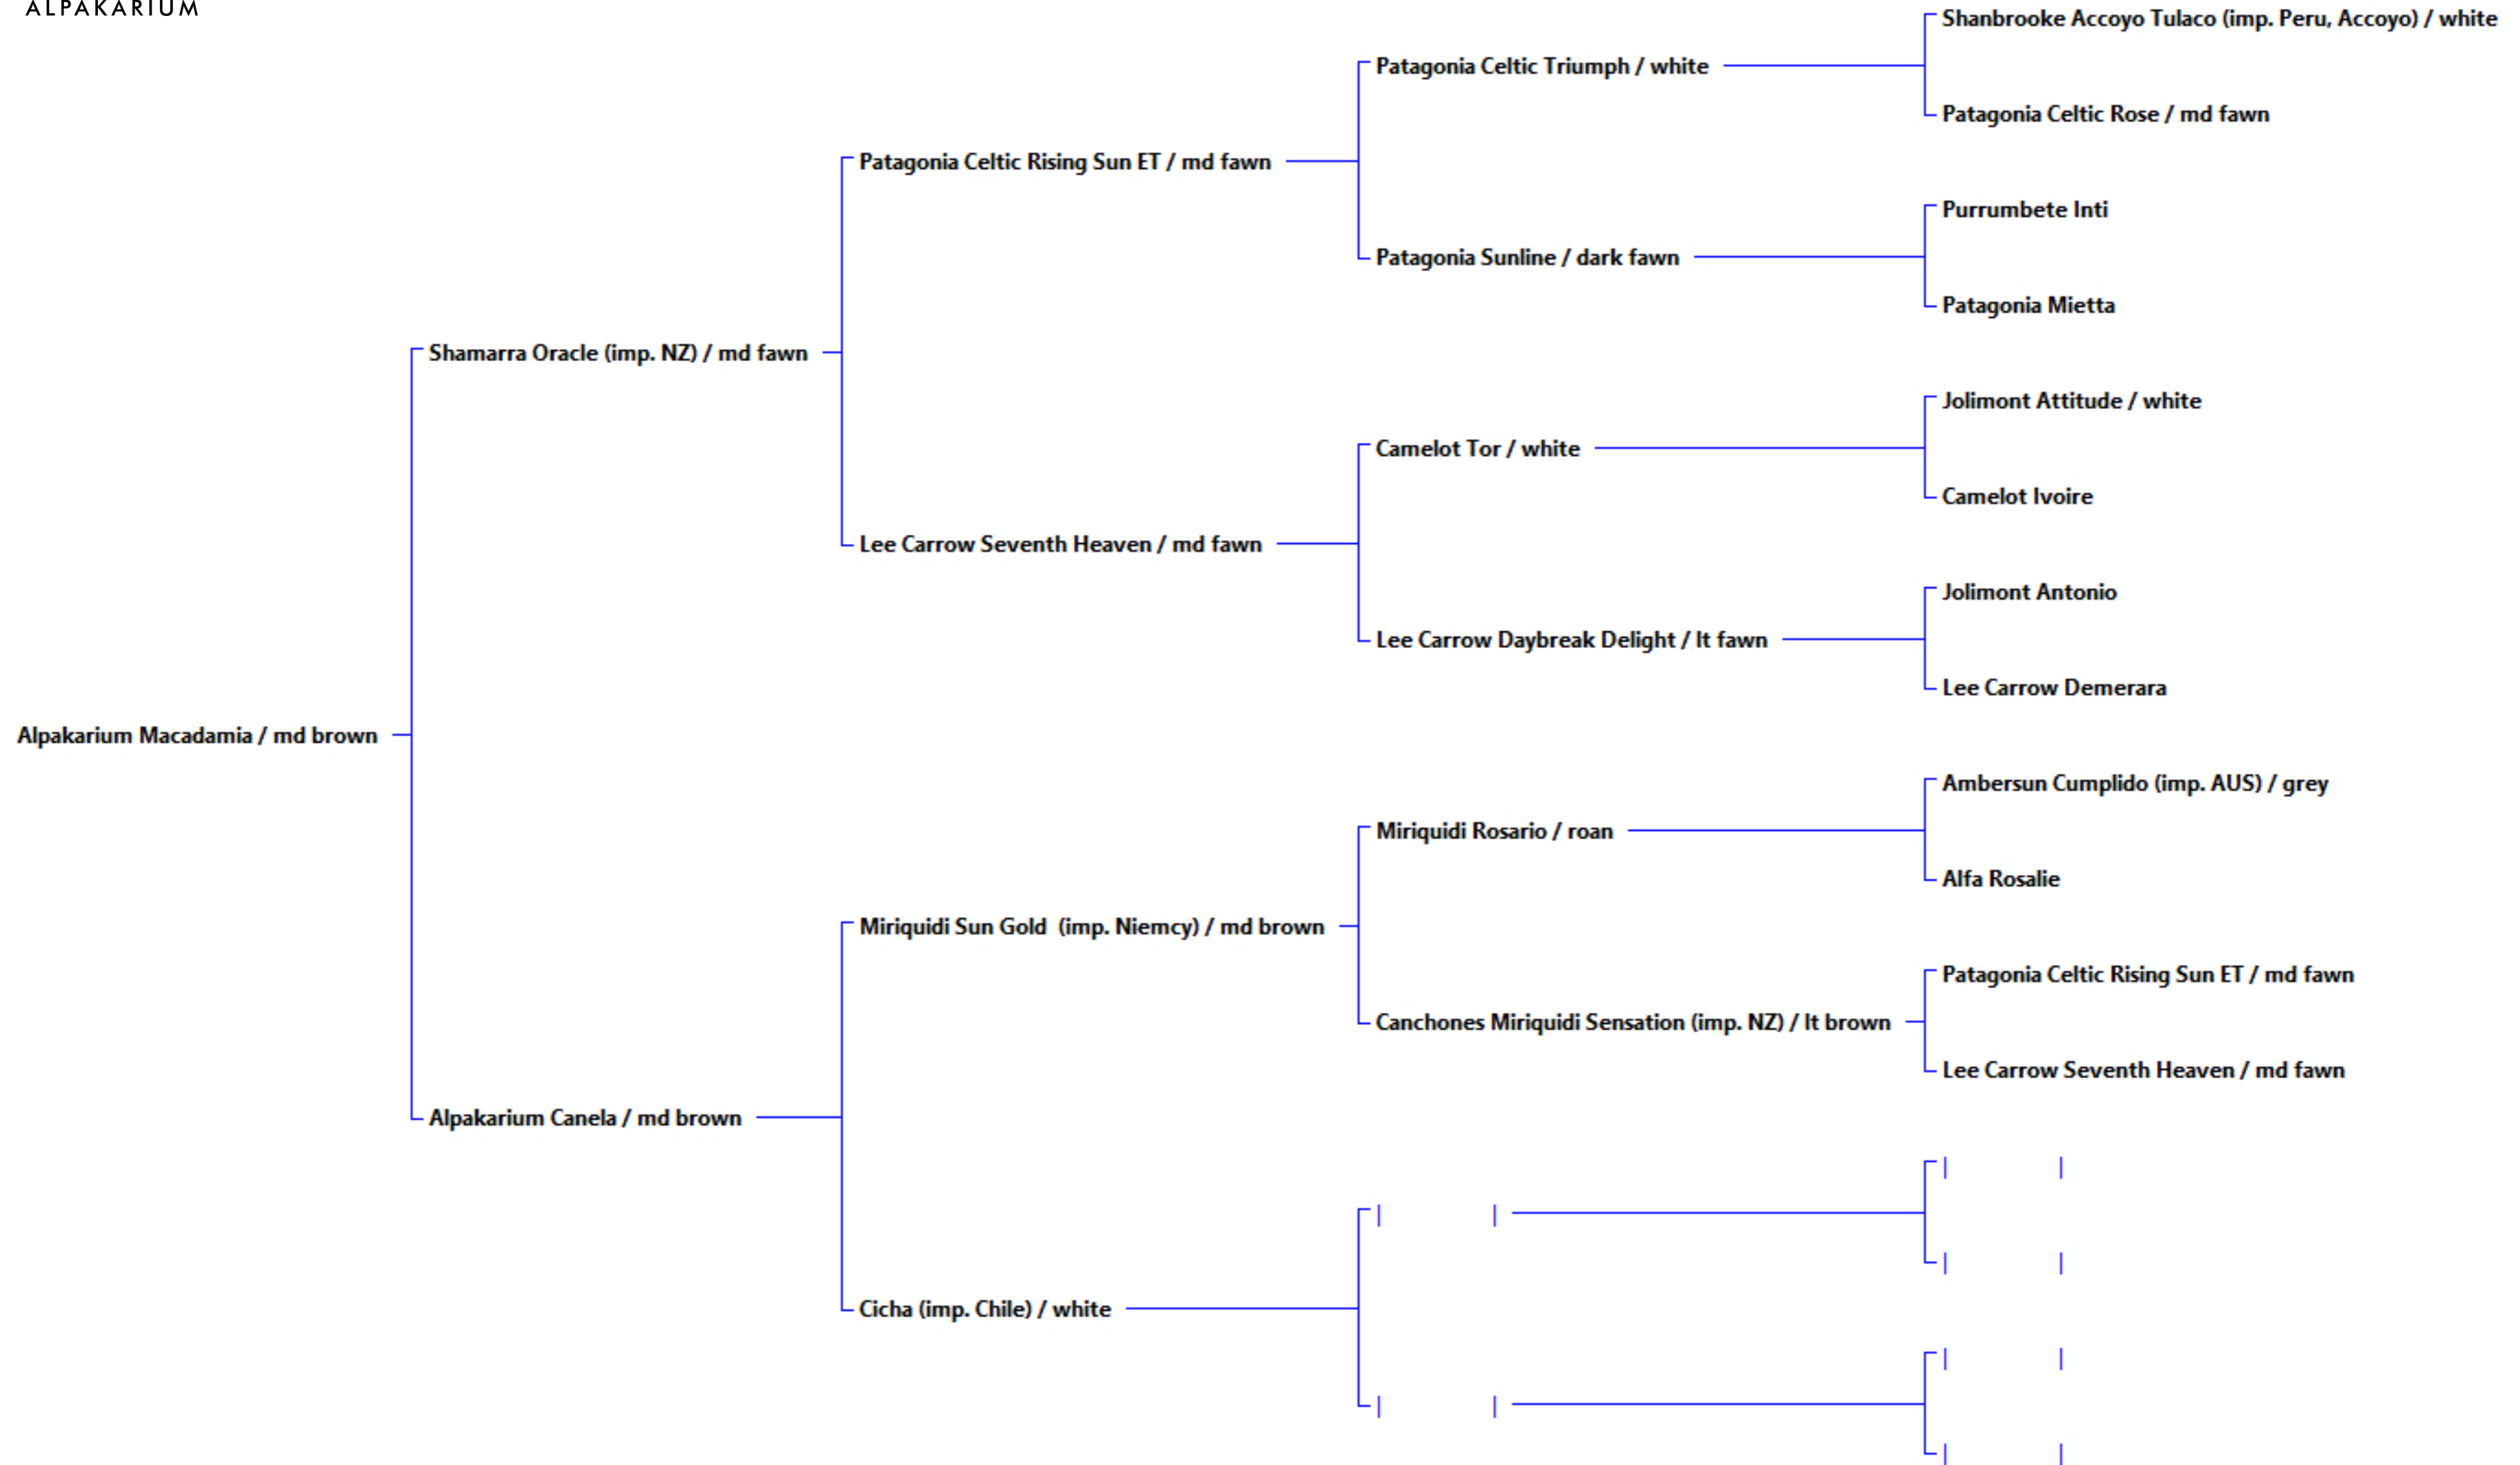 ALPAKARIUM
Shanbrooke Accoyo Tulaco (imp. Peru, Accoyo) / white
Patagonia Celtic Triumph / white
Patagonia Celtic Rose / md fawn
Patagonia Celtic Rising Sun ET / md fawn
Purrumbete Inti
Patagonia Sunline / dark fawn
Patagonia Mietta
Shamarra Oracle (imp. NZ) / md fawn
Jolimont Attitude / white
Camelot Tor / white
Camelot Ivoire
Lee Carrow Seventh Heaven / md fawn
Jolimont Antonio
Lee Carrow Daybreak Delight / lt fawn
Lee Carrow Demerara
Alpakarium Macadamia / md brown
Ambersun Cumplido (imp. AUS) / grey
Miriquidi Rosario / roan
Alfa Rosalie
Miriquidi Sun Gold  (imp. Niemcy) / md brown
Patagonia Celtic Rising Sun ET / md fawn
Canchones Miriquidi Sensation (imp. NZ) / lt brown
Lee Carrow Seventh Heaven / md fawn
Alpakarium Canela / md brown
Cicha (imp. Chile) / white